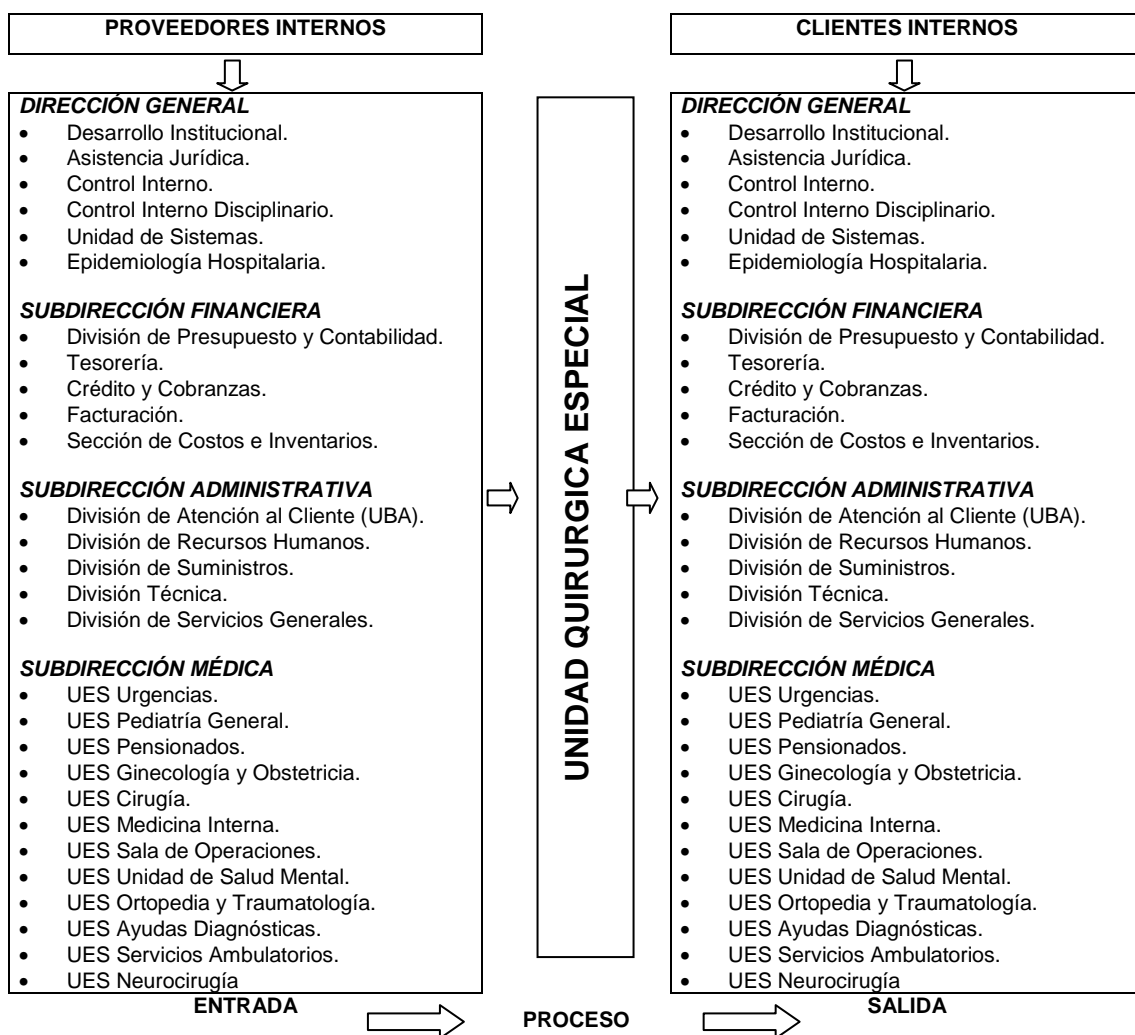 PROVEEDORES INTERNOS
DIRECCIÓN GENERAL
• Desarrollo Institucional.
• Asistencia Jurídica.
• Control Interno.
• Control Interno Disciplinario.
• Unidad de Sistemas.
• Epidemiología Hospitalaria.
SUBDIRECCIÓN FINANCIERA
• División de Presupuesto y Contabilidad.
• Tesorería.
• Crédito y Cobranzas.
• Facturación.
• Sección de Costos e Inventarios.
SUBDIRECCIÓN ADMINISTRATIVA
• División de Atención al Cliente (UBA).
• División de Recursos Humanos.
• División de Suministros.
• División Técnica.
• División de Servicios Generales.
SUBDIRECCIÓN MÉDICA
• UES Urgencias.
• UES Pediatría General.
• UES Pensionados.
• UES Ginecología y Obstetricia.
• UES Cirugía.
• UES Medicina Interna.
• UES Sala de Operaciones.
• UES Unidad de Salud Mental.
• UES Ortopedia y Traumatología.
• UES Ayudas Diagnósticas.
• UES Servicios Ambulatorios.
• UES Neurocirugía
UNIDAD QUIRURGICA ESPECIAL
CLIENTES INTERNOS
DIRECCIÓN GENERAL
• Desarrollo Institucional.
• Asistencia Jurídica.
• Control Interno.
• Control Interno Disciplinario.
• Unidad de Sistemas.
• Epidemiología Hospitalaria.
SUBDIRECCIÓN FINANCIERA
• División de Presupuesto y Contabilidad.
• Tesorería.
• Crédito y Cobranzas.
• Facturación.
• Sección de Costos e Inventarios.
SUBDIRECCIÓN ADMINISTRATIVA
• División de Atención al Cliente (UBA).
• División de Recursos Humanos.
• División de Suministros.
• División Técnica.
• División de Servicios Generales.
SUBDIRECCIÓN MÉDICA
• UES Urgencias.
• UES Pediatría General.
• UES Pensionados.
• UES Ginecología y Obstetricia.
• UES Cirugía.
• UES Medicina Interna.
• UES Sala de Operaciones.
• UES Unidad de Salud Mental.
• UES Ortopedia y Traumatología.
• UES Ayudas Diagnósticas.
• UES Servicios Ambulatorios.
• UES Neurocirugía
ENTRADA
PROCESO
SALIDA